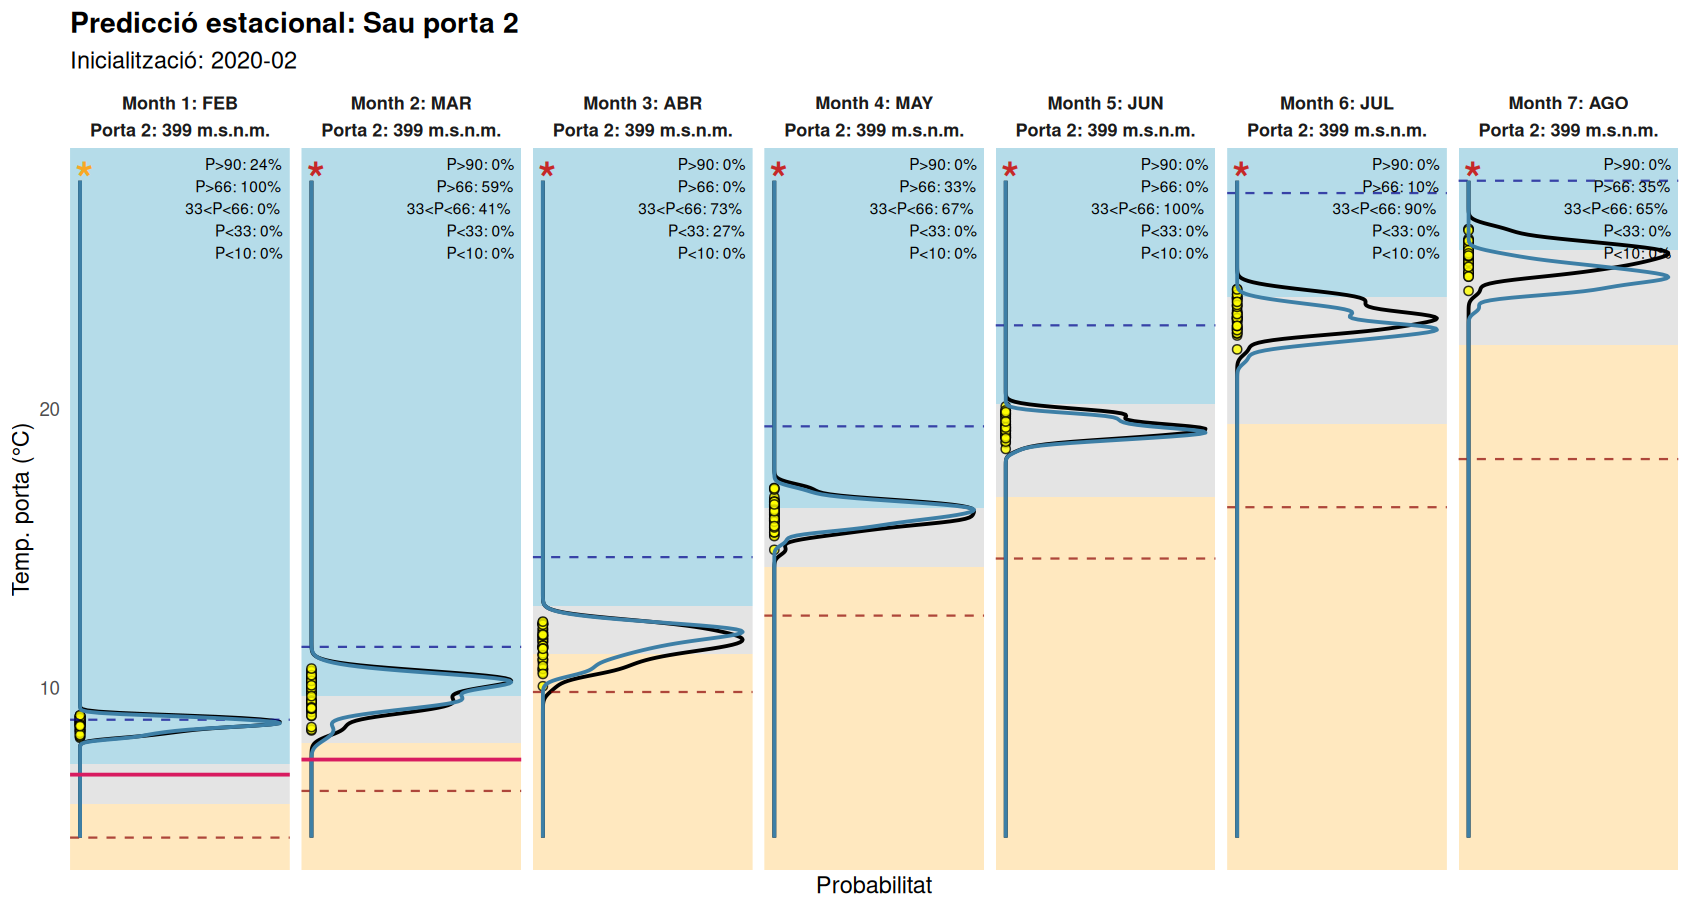 Predicció estacional: Sau porta 2
Inicialització: 2020-02
Month 1: FEB
Porta 2: 399 m.s.n.m.
Month 2: MAR
Porta 2: 399 m.s.n.m.
Month 3: ABR
Porta 2: 399 m.s.n.m.
Month 4: MAY
Porta 2: 399 m.s.n.m.
Month 5: JUN
Porta 2: 399 m.s.n.m.
Month 6: JUL
Porta 2: 399 m.s.n.m.
Month 7: AGO
Porta 2: 399 m.s.n.m.
*
P>90: 24%
P>66: 100%
33<P<66: 0%
P<33: 0%
P<10: 0%
*
P>90: 0%
P>66: 59%
33<P<66: 41%
P<33: 0%
P<10: 0%
*
P>90: 0%
P>66: 0%
33<P<66: 73%
P<33: 27%
P<10: 0%
*
P>90: 0%
P>66: 33%
33<P<66: 67%
P<33: 0%
P<10: 0%
*
P>90: 0%
P>66: 0%
33<P<66: 100%
P<33: 0%
P<10: 0%
*
P>90: 0%
P>66: 10%
33<P<66: 90%
P<33: 0%
P<10: 0%
*
P>90: 0%
P>66: 35%
33<P<66: 65%
P<33: 0%
P<10: 0%
20
10
Temp. porta (°C)
Probabilitat